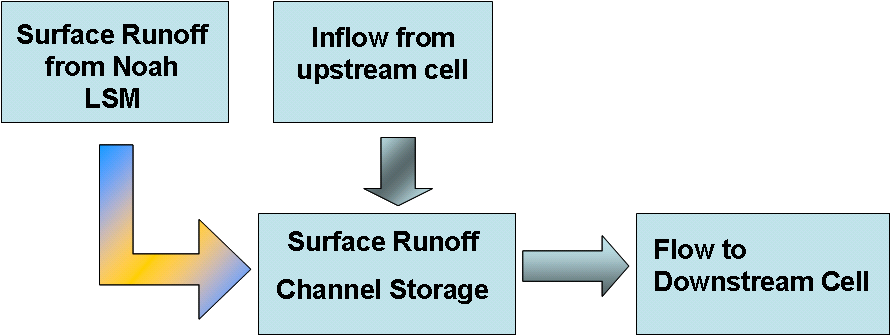 Surface Runoff
from Noah
LSM
Inflow from
upstream cell
Surface Runoff
Channel Storage
Flow to
Downstream Cell